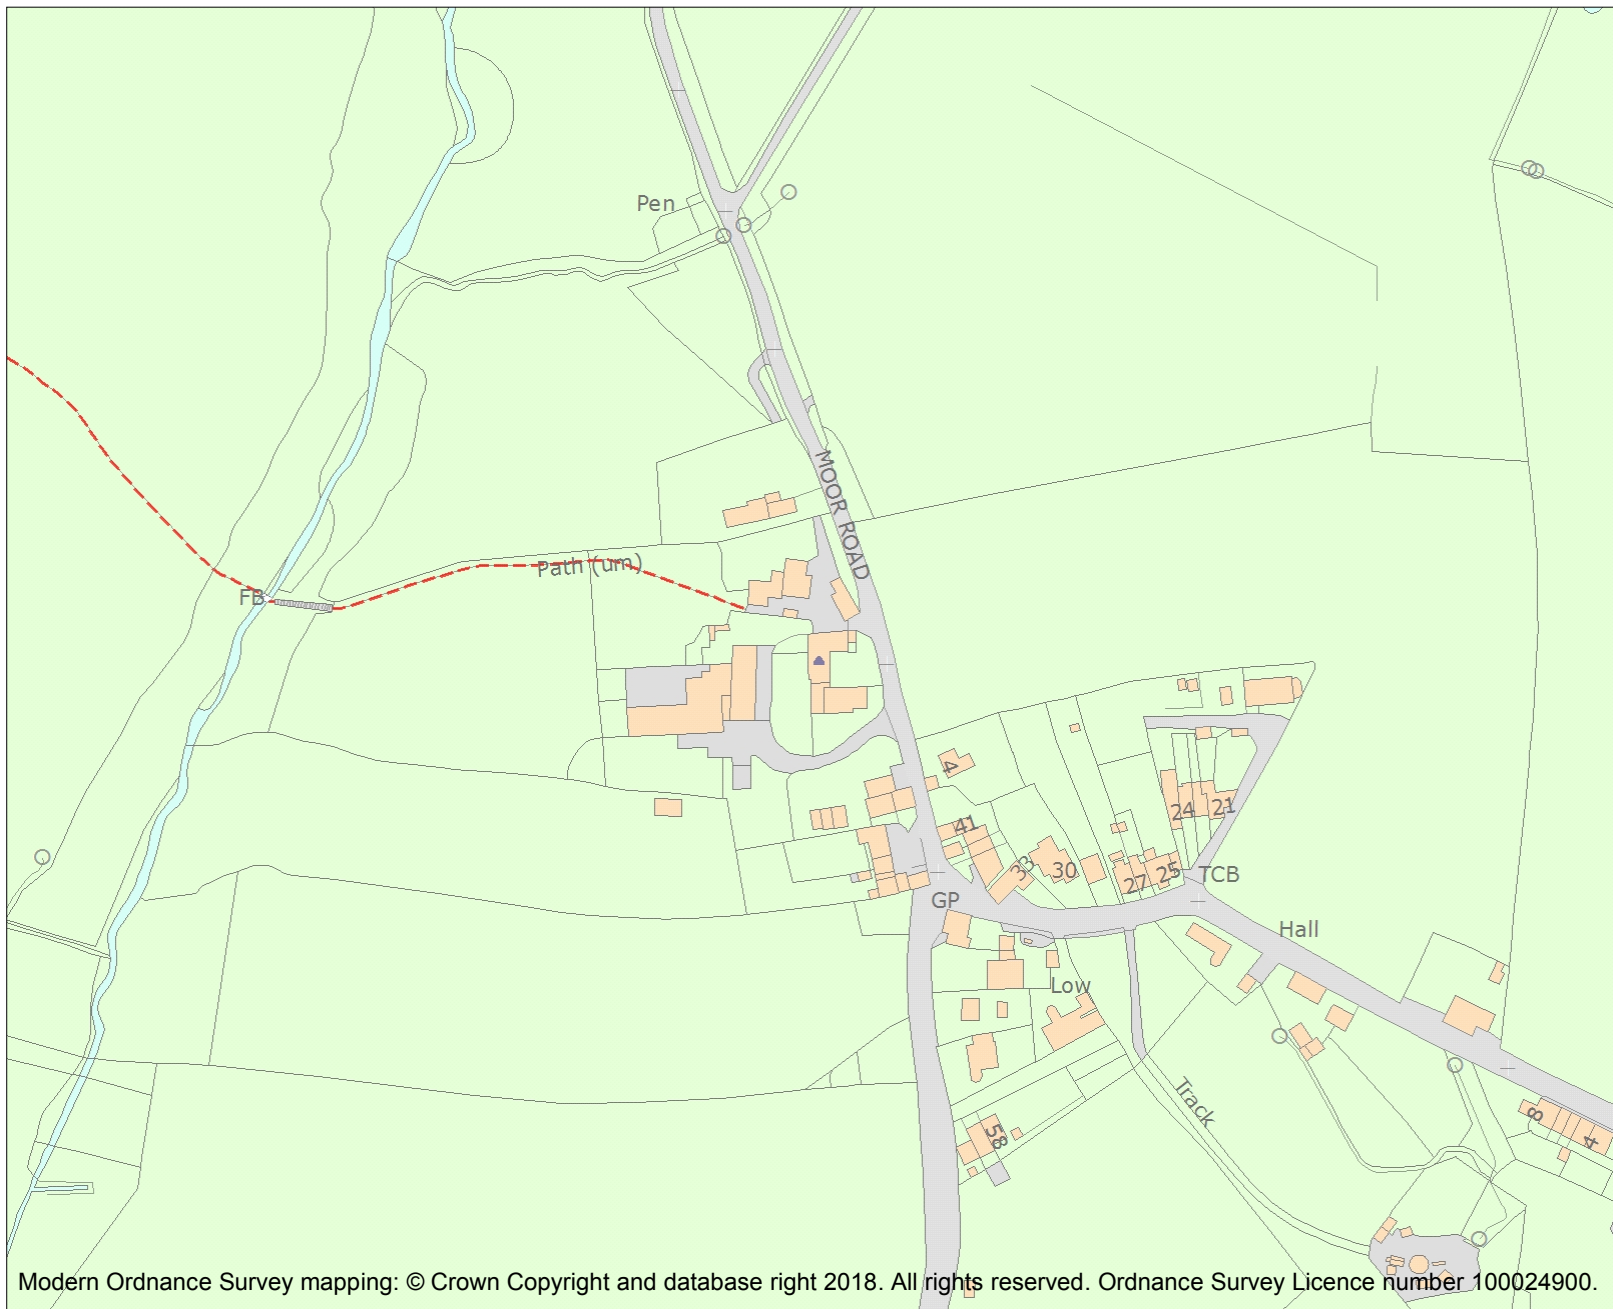 Pen
MOOR ROAD
Path (um)
FB
4
24
21
41
33
30
27
25
TCB
GP
Hall
Low
Track
8
4
58
Modern Ordnance Survey mapping: © Crown Copyright and database right 2018. All rights reserved. Ordnance Survey Licence number 100024900.